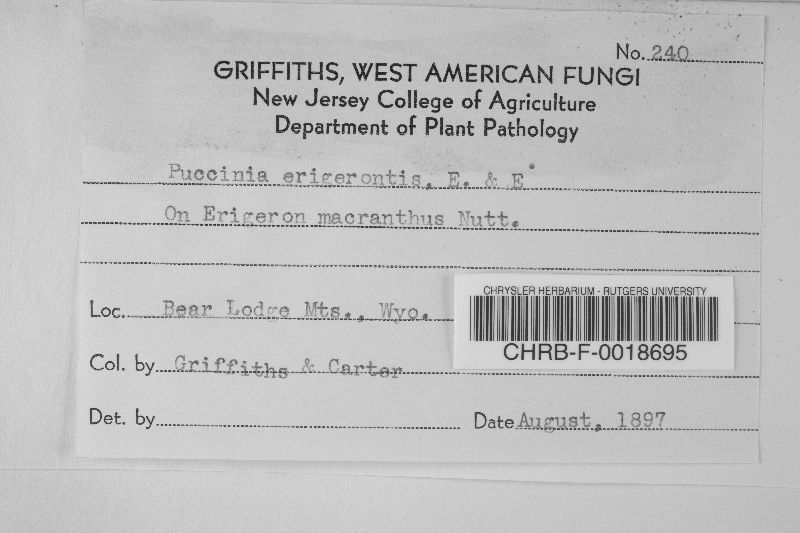 No. 240
GRIFFITHS, WEST AMERICAN FUNGI
New Jersey College of Agriculture
Department of Plant Pathology
Puccinia erigerontis, E. & E.
On Erigeron macranthus Nutt.
Loc. Bear Lodge Mts., Wyo.
CHRYSLER HERBARIUM - RUTGERS UNIVERSITY
CHRB-F-0018695
Col. by Griffiths & Carter
Det. by
Date August, 1897